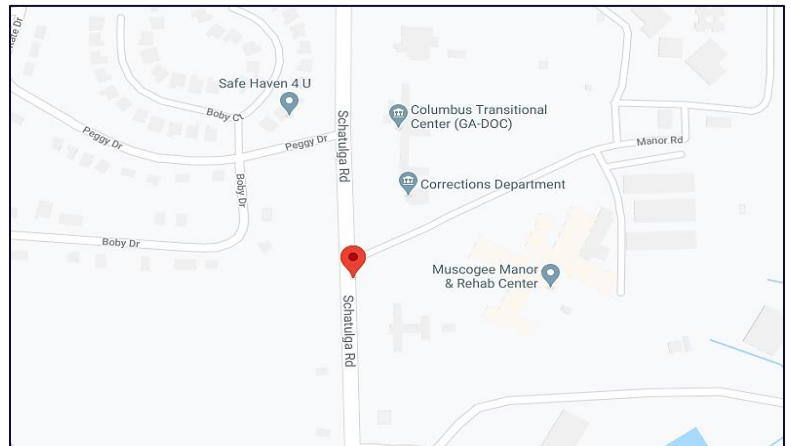 Safe Haven 4 U
Boby Ct
Peggy Dr
Peggy Dr
Boby Dr
Boby Dr
Schatulga Rd
Columbus Transitional
Center (GA-DOC)
Manor Rd
Corrections Department
Muscogee Manor
& Rehab Center
Schatulga Rd